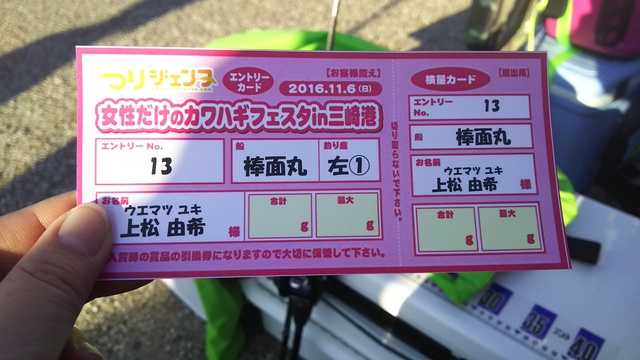 つりジェンヌ
エントリーカード
【お客様控え】
2016.11.6(日)
女性だけのカワハギフェスタin三崎港
エントリー No.
13
船
棒面丸
釣り座
左①
お名前
ウエマツ ユキ
上松 由希 様
合計
g
最大
g
入賞時の賞品の引換券になりますので大切に保管して下さい。
切り取らないで下さい。
検量カード
【提出用】
エントリー No.
13
船
棒面丸
お名前
ウエマツ ユキ
上松 由希 様
合計
g
最大
g
30
35
40